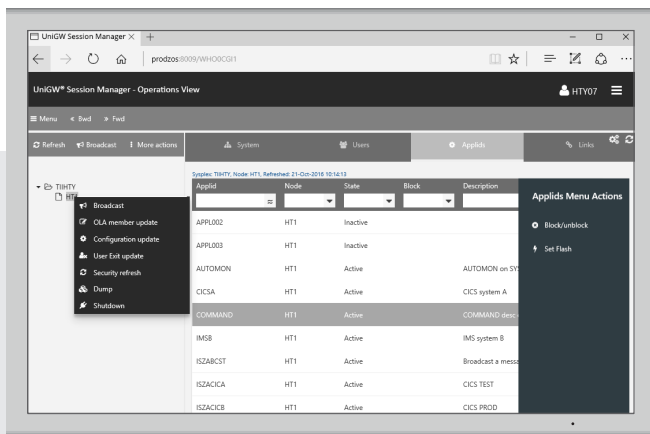 UniGW Session Manager
prodzos:8009/WHO0CGI1
UniGW® Session Manager - Operations View
HTY07
Menu « Bwd » Fwd
Refresh Broadcast More actions System Users Applids Links
Sysplex: TIIHTY, Node: HT1, Refreshed: 21-Oct-2016 10:14:13
TIIHTY
Broadcast
OLA member update
Configuration update
User Exit update
Security refresh
Dump
Shutdown
Applid Node State Block Description
APPL002 HT1 Inactive
APPL003 HT1 Inactive
AUTOMON HT1 Active AUTOMON on SYS
CICSA HT1 Active CICS system A
COMMAND HT1 Active COMMAND desc
IMSB HT1 Active IMS system B
ISZABCST HT1 Active Broadcast a messa
ISZACICA HT1 Active CICS TEST
ISZACICB HT1 Active CICS PROD
Applids Menu Actions
Block/unblock
Set Flash